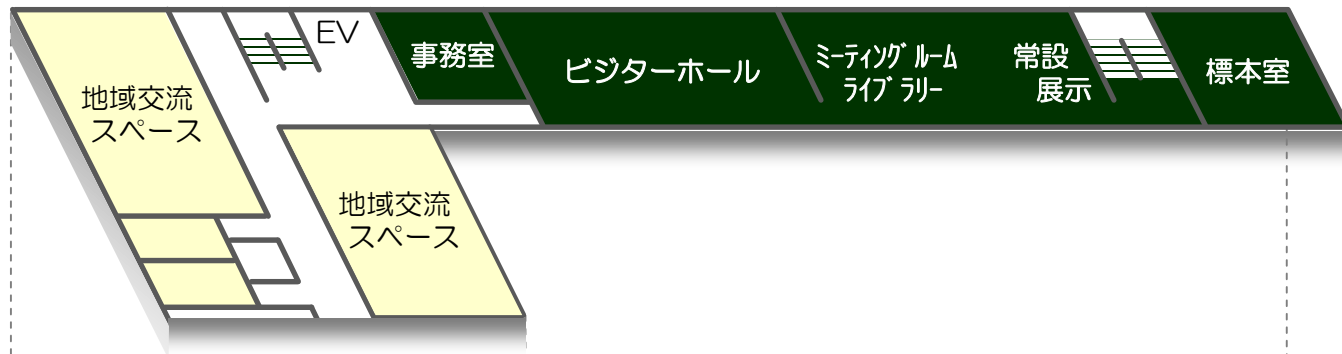 EV
事務室
ビジターホール
ミーティングルーム
ライブラリー
常設
展示
標本室
地域交流
スペース
地域交流
スペース